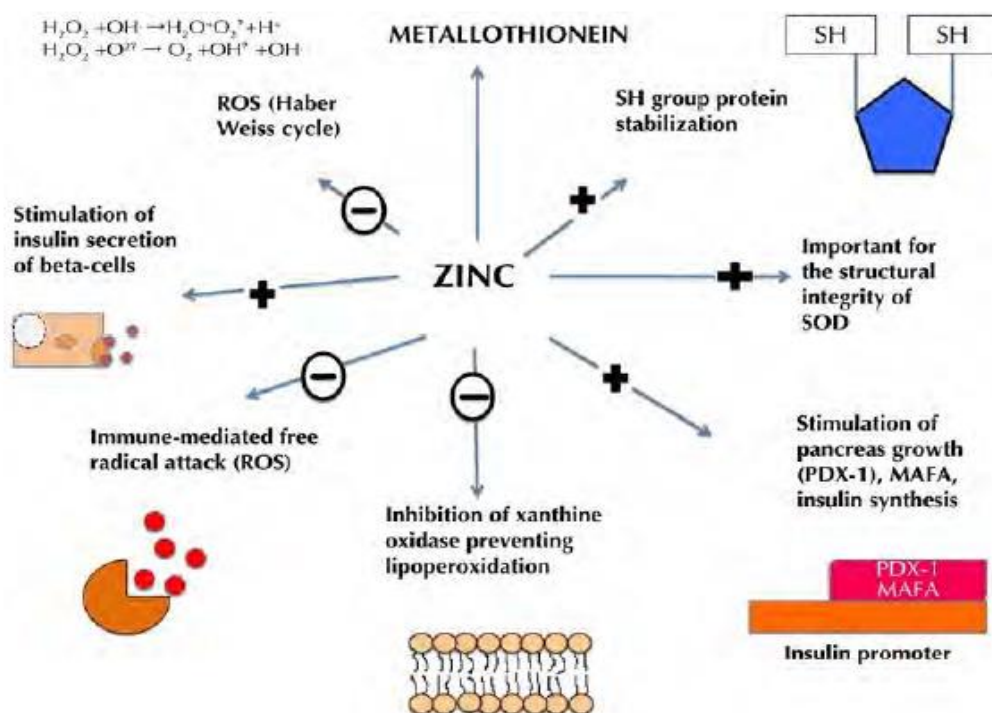 H₂O₂ +OH →H₂O⁺O₂⁺+H⁺
H₂O₂ +O²⁷→ O₂ +OH⁺ +OH
METALLOTHIONEIN
SH
SH
ROS (Haber
Weiss cycle)
SH group protein
stabilization
Stimulation of
insulin secretion
of beta-cells
ZINC
Important for
the structural
integrity of
SOD
Immune-mediated free
radical attack (ROS)
Inhibition of xanthine
oxidase preventing
lipoperoxidation
Stimulation of
pancreas growth
(PDX-1), MAFA,
insulin synthesis
PDX-1
MAFA
Insulin promoter